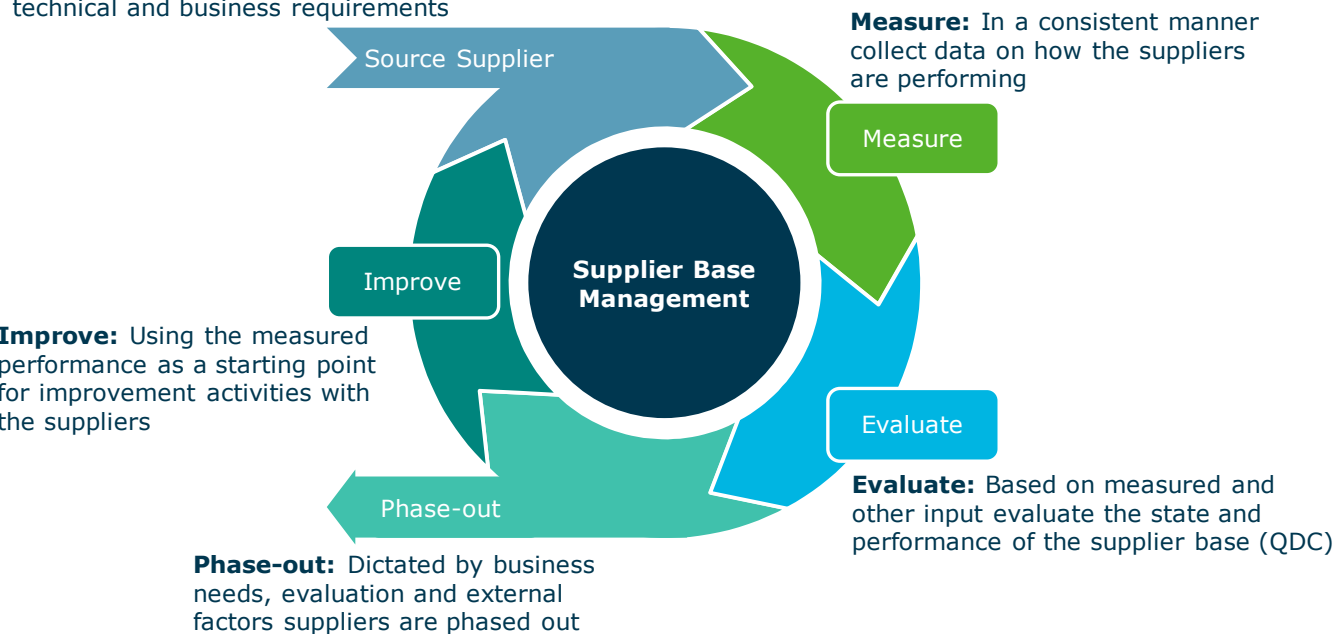 technical and business requirements
Source Supplier
Measure: In a consistent manner
collect data on how the suppliers
are performing
Measure
Supplier Base
Management
Improve
Improve: Using the measured
performance as a starting point
for improvement activities with
the suppliers
Evaluate
Evaluate: Based on measured and
other input evaluate the state and
performance of the supplier base (QDC)
Phase-out
Phase-out: Dictated by business
needs, evaluation and external
factors suppliers are phased out